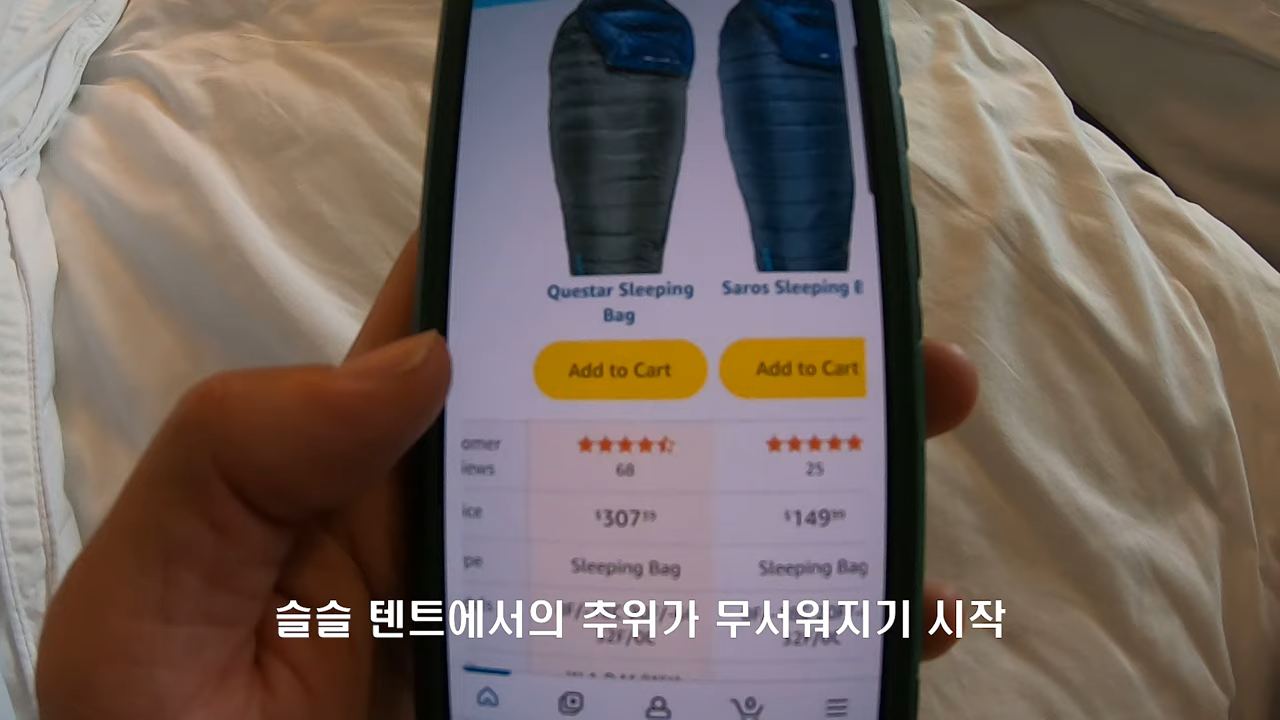 Questar Sleeping
Bag
Saros Sleeping B
Add to Cart
Add to Cart
omer
iews
68
25
ice
$307
$149
pe
Sleeping Bag
Sleeping Bag
슬슬 텐트에서의 추위가 무서워지기 시작
0